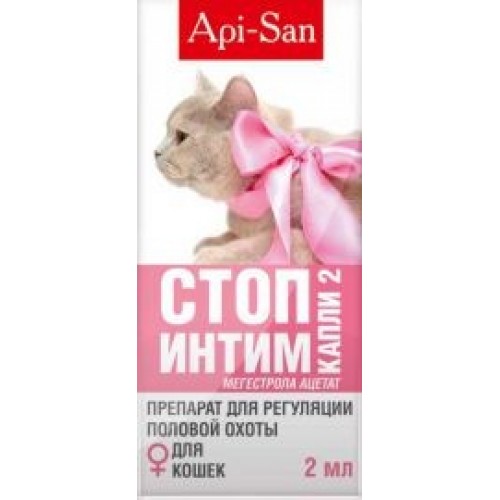 Api-San
СТОП
ИНТИМ
КАПЛИ 2
МЕГЕСТРОЛА АЦЕТАТ
ПРЕПАРАТ ДЛЯ РЕГУЛЯЦИИ
ПОЛОВОЙ ОХОТЫ
♀ ДЛЯ
КОШЕК
2 мл